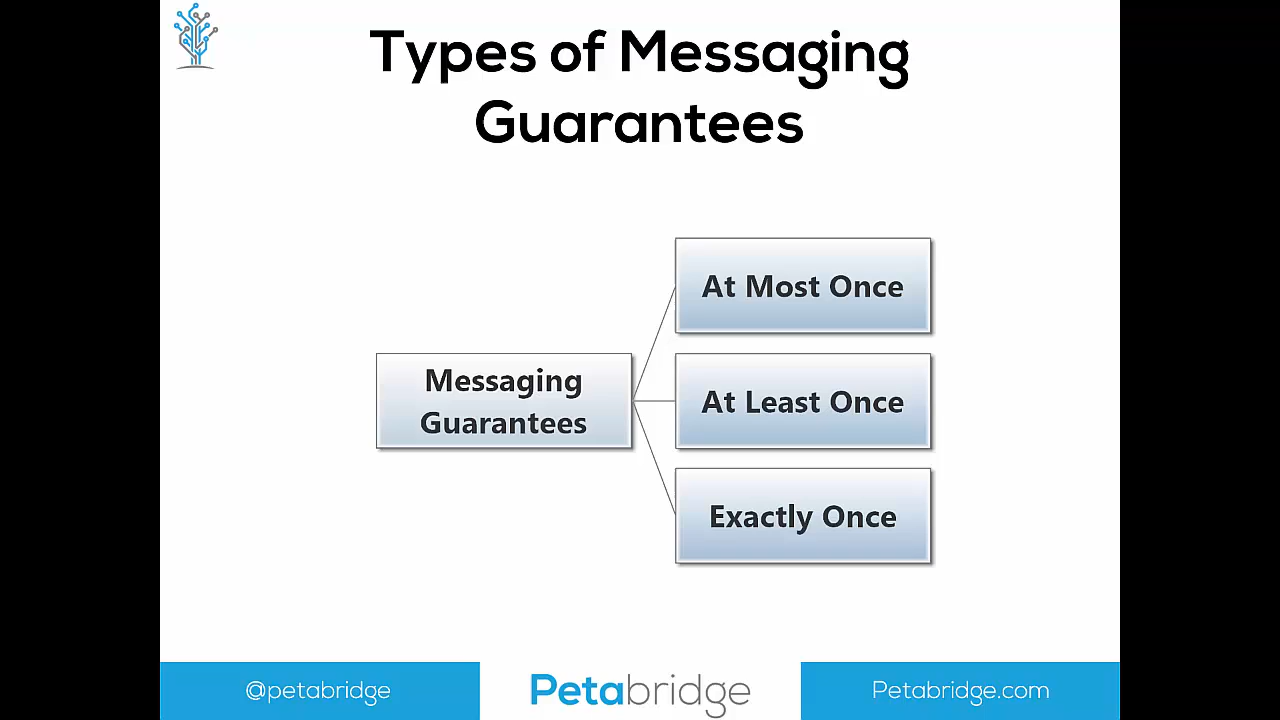 Types of Messaging
Guarantees
Messaging
Guarantees
At Most Once
At Least Once
Exactly Once
@petabridge
Petabridge
Petabridge.com